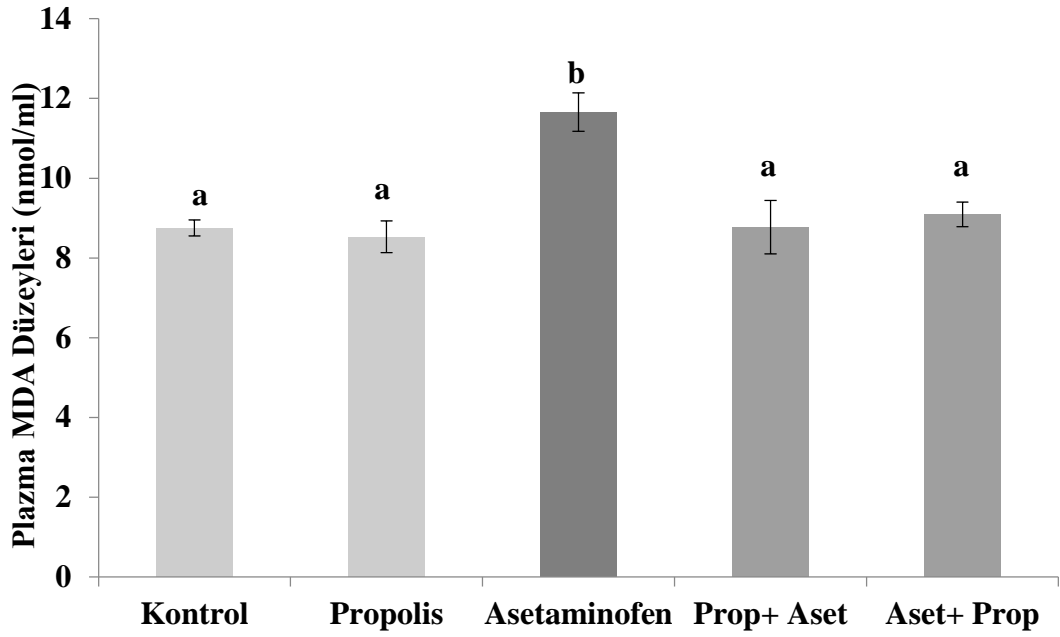 Plazma MDA Düzeyleri (nmol/ml)
14
12
10
8
6
4
2
0
a
a
b
a
a
Kontrol
Propolis
Asetaminofen
Prop+ Aset
Aset+ Prop